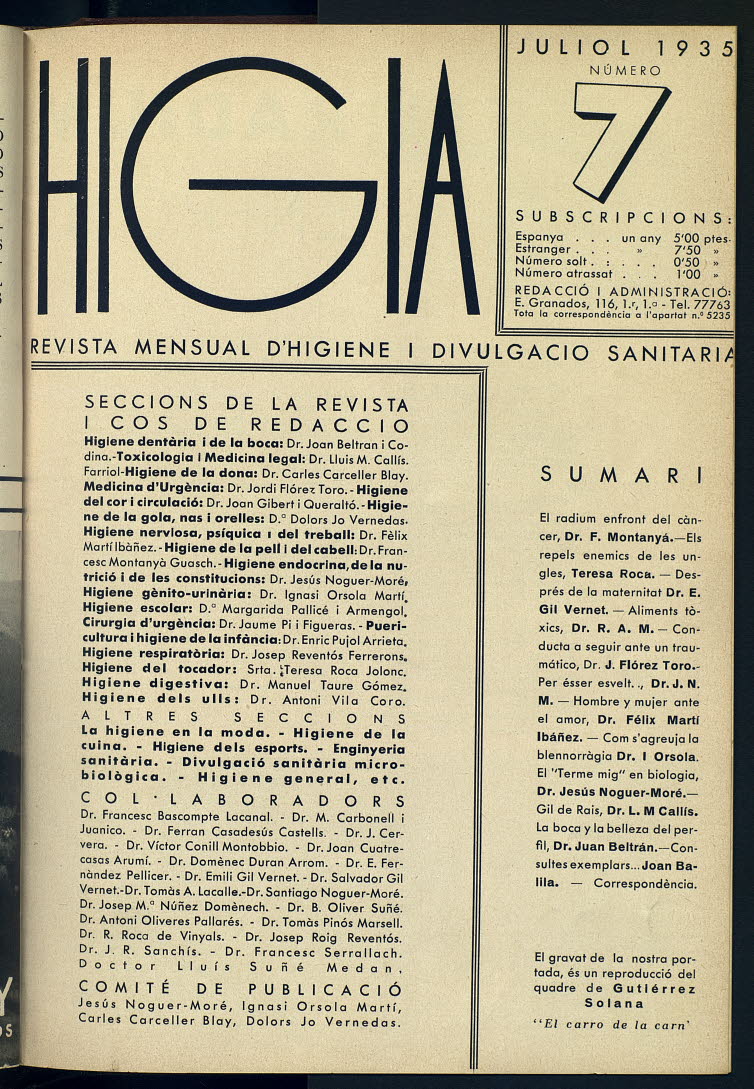 HIGIA
JULIOL 1935
NÚMERO
7
SUBSCRIPCIONS:
Espanya . . . un any 5'00 ptes.
Estranger . . . » 7'50 »
Número solt . : . . . 0'50 »
Número atrassat . . . 1'00 »
REDACCIÓ I ADMINISTRACIÓ:
E. Granados, 116, 1.r, 1.a - Tel. 77763
Tota la correspondència a l'apartat n.º 5235
REVISTA MENSUAL D'HIGIENE I DIVULGACIO SANITARIA
SECCIONS DE LA REVISTA
I COS DE REDACCIO
Higiene dentària i de la boca: Dr. Joan Beltran i Co-
dina.-Toxicologia i Medicina legal: Dr. Lluis M. Callís.
Farriol-Higiene de la dona: Dr. Carles Carceller Blay.
Medicina d'Urgència: Dr. Jordi Flórez Toro. - Higiene
del cor i circulació: Dr. Joan Gibert i Queraltó. - Higie-
ne de la gola, nas i orelles: D.ª Dolors Jo Vernedas.
Higiene nerviosa, psíquica i del treball: Dr. Fèlix
Martí Ibàñez. - Higiene de la pell i del cabell: Dr. Fran-
cesc Montanyà Guasch. - Higiene endocrina, de la nu-
trició i de les constitucions: Dr. Jesús Noguer-Moré,
Higiene gènito-urinària: Dr. Ignasi Orsola Martí.
Higiene escolar: D.ª Margarida Pallicé i Armengol.
Cirurgia d'urgència: Dr. Jaume Pi i Figueras. - Pueri-
cultura i higiene de la infància: Dr. Enric Pujol Arrieta.
Higiene respiratòria: Dr. Josep Reventós Ferrerons.
Higiene del tocador: Srta. Teresa Roca Jolonc.
Higiene digestiva: Dr. Manuel Taure Gómez.
Higiene dels ulls: Dr. Antoni Vila Coro.
ALTRES SECCIONS
La higiene en la moda. - Higiene de la
cuina. - Higiene dels esports. - Enginyeria
sanitària. - Divulgació sanitària micro-
biològica. - Higiene general, etc.
COL·LABORADORS
Dr. Francesc Bascompte Lacanal. - Dr. M. Carbonell i
Juanico. - Dr. Ferran Casadesús Castells. - Dr. J. Cer-
vera. - Dr. Víctor Conill Montobbio. - Dr. Joan Cuatre-
casas Arumí. - Dr. Domènec Duran Arrom. - Dr. E. Fer-
nàndez Pellicer. - Dr. Emili Gil Vernet. - Dr. Salvador Gil
Vernet.-Dr. Tomàs A. Lacalle.-Dr. Santiago Noguer-Moré.
Dr. Josep M.ª Núñez Domènech. - Dr. B. Oliver Suñé.
Dr. Antoni Oliveres Pallarés. - Dr. Tomàs Pinós Marsell.
Dr. R. Roca de Vinyals. - Dr. Josep Roig Reventós.
Dr. J. R. Sanchís. - Dr. Francesc Serrallach.
Doctor Lluís Suñé Medan.
COMITÉ DE PUBLICACIÓ
Jesús Noguer-Moré, Ignasi Orsola Martí,
Carles Carceller Blay, Dolors Jo Vernedas.
SUMARI
El radium enfront del càn-
cer, Dr. F. Montanyá.—Els
repels enemics de les un-
gles, Teresa Roca. — Des-
prés de la maternitat Dr. E.
Gil Vernet. — Aliments tò-
xics, Dr. R. A. M. — Con-
ducta a seguir ante un trau-
mático, Dr. J. Flórez Toro.-
Per ésser esvelt.., Dr. J. N.
M. — Hombre y mujer ante
el amor, Dr. Félix Martí
Ibáñez. — Com s'agreuja la
blennorràgia Dr. I Orsola.
El "Terme mig" en biologia,
Dr. Jesús Noguer-Moré.—
Gil de Rais, Dr. L. M Callís.
La boca y la belleza del per-
fil, Dr. Juan Beltrán.—Con-
sultes exemplars... Joan Ba-
lila. — Correspondència.
El gravat de la nostra por-
tada, és un reproducció del
quadre de Gutiérrez
Solana
"El carro de la carn'